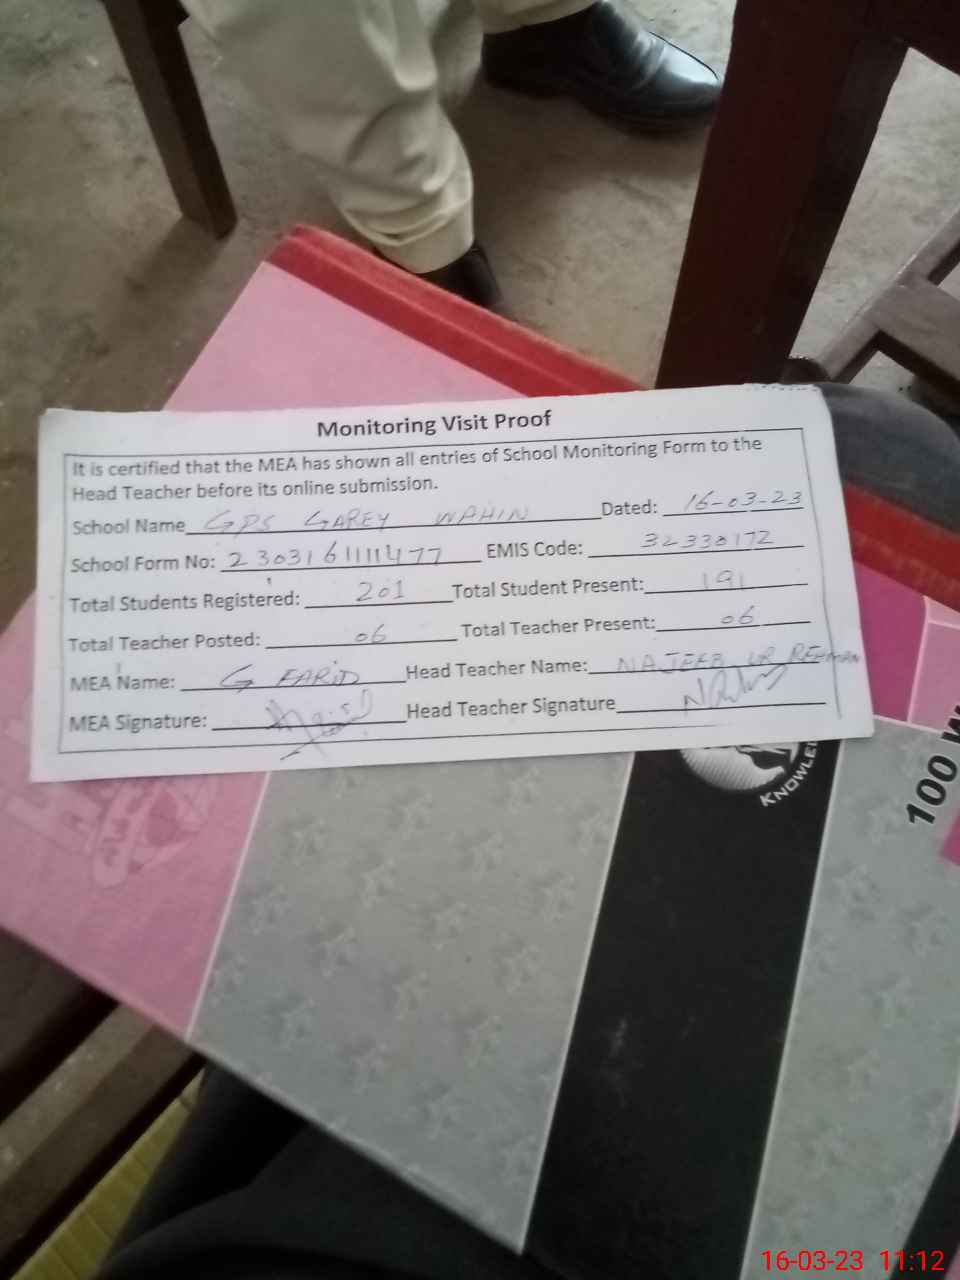 Monitoring Visit Proof
It is certified that the MEA has shown all entries of School Monitoring Form to the
Head Teacher before its online submission.
School Name GPS GAREY WAHIN Dated: 16-03-23
School Form No: 230316111477 EMIS Code: 32330172
Total Students Registered: 201 Total Student Present: 191
Total Teacher Posted: 06 Total Teacher Present: 06
MEA Name: G FARID Head Teacher Name: NAJEEB UR REHMAN
MEA Signature: Head Teacher Signature
KNOWLE
100
16-03-23 11:12